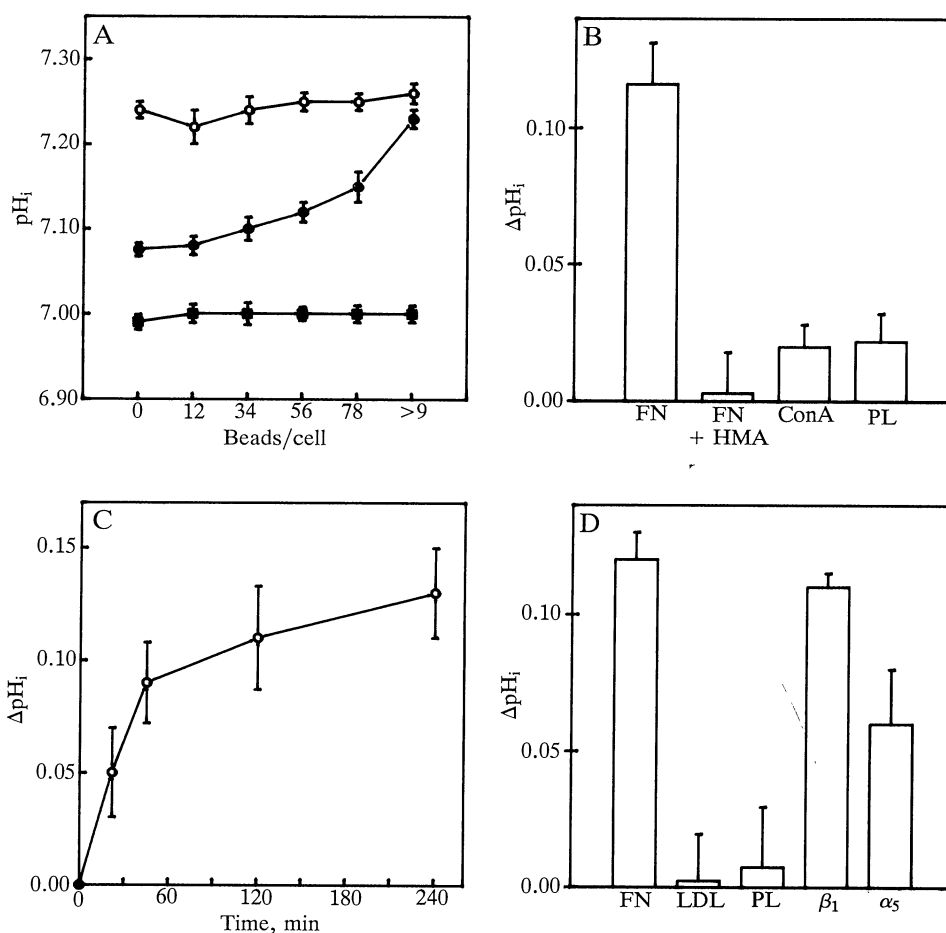 A
7.30
7.20
7.10
7.00
6.90
pHi
0 12 34 56 78 >9
Beads/cell
B
0.10
0.05
0.00
ΔpHi
FN FN ConA PL
+ HMA
C
0.15
0.10
0.05
0.00
ΔpHi
0 60 120 180 240
Time, min
D
0.10
0.05
0.00
ΔpHi
FN LDL PL β1 α5